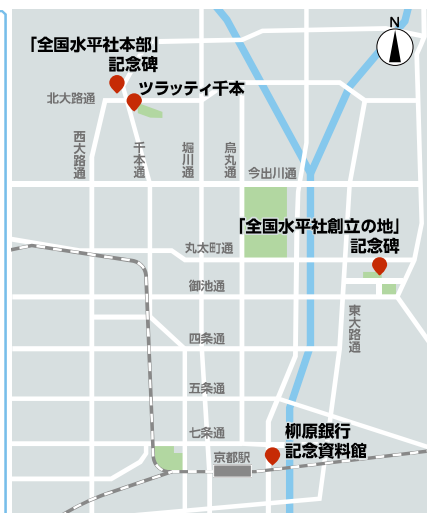 N
「全国水平社本部」
記念碑
ツラッティ千本
北大路通
西大路通
千本通
堀川通
烏丸通
今出川通
「全国水平社創立の地」
記念碑
丸太町通
御池通
東大路通
四条通
五条通
七条通
柳原銀行
記念資料館
京都駅